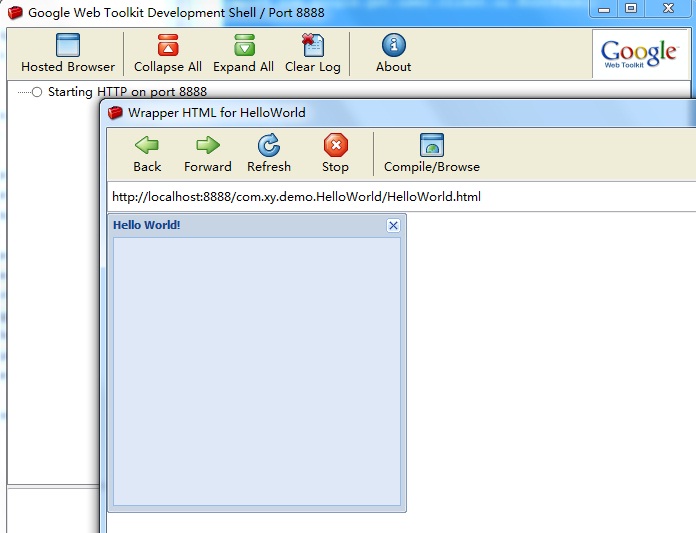 Google Web Toolkit Development Shell / Port 8888
Hosted Browser
Collapse All
Expand All
Clear Log
About
Google
Web Toolkit
Starting HTTP on port 8888
Wrapper HTML for HelloWorld
Back
Forward
Refresh
Stop
Compile/Browse
http://localhost:8888/com.xy.demo.HelloWorld/HelloWorld.html
Hello World!